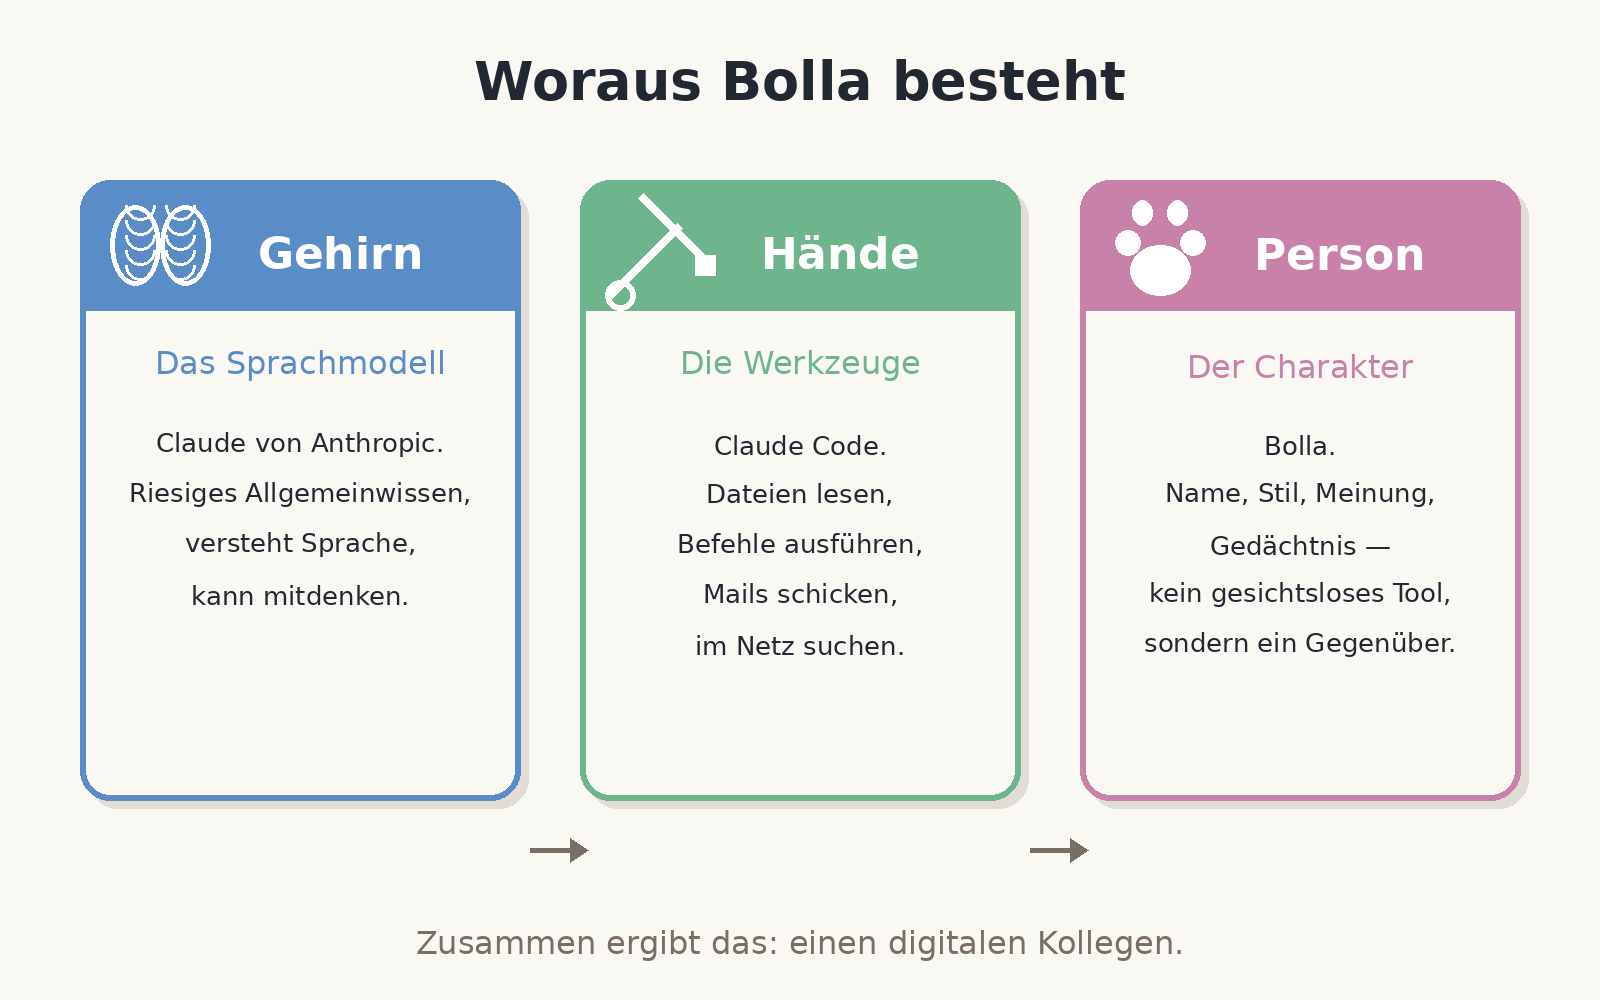 Woraus Bolla besteht
Gehirn
Das Sprachmodell
Claude von Anthropic.
Riesiges Allgemeinwissen,
versteht Sprache,
kann mitdenken.
Hände
Die Werkzeuge
Claude Code.
Dateien lesen,
Befehle ausführen,
Mails schicken,
im Netz suchen.
Person
Der Charakter
Bolla.
Name, Stil, Meinung,
Gedächtnis —
kein gesichtsloses Tool,
sondern ein Gegenüber.
Zusammen ergibt das: einen digitalen Kollegen.